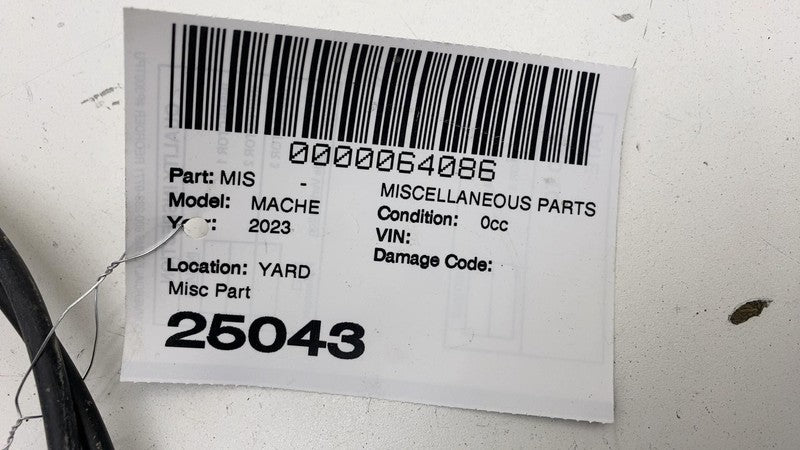 0000064086
Part: MIS - MISCELLANEOUS PARTS
Model: MACHE Condition: 0cc
Year: 2023 VIN:
Location: YARD Damage Code:
Misc Part
25043